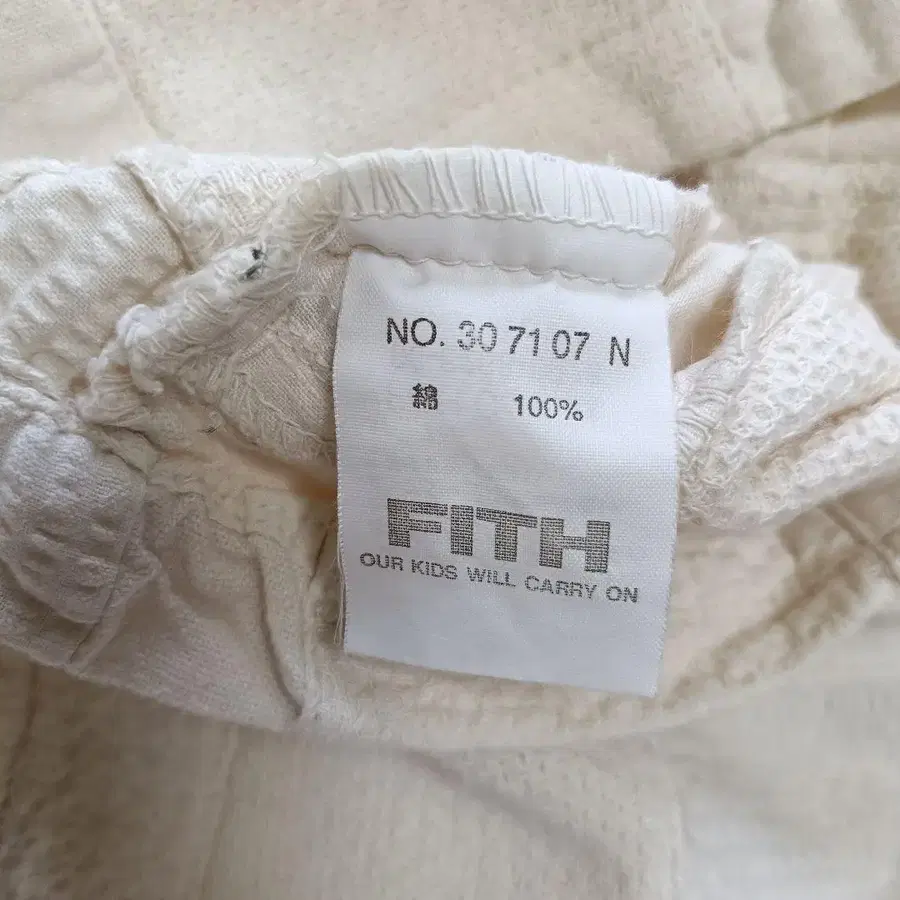 NO. 30 71 07 N
綿 100%
FITH
OUR KIDS WILL CARRY ON